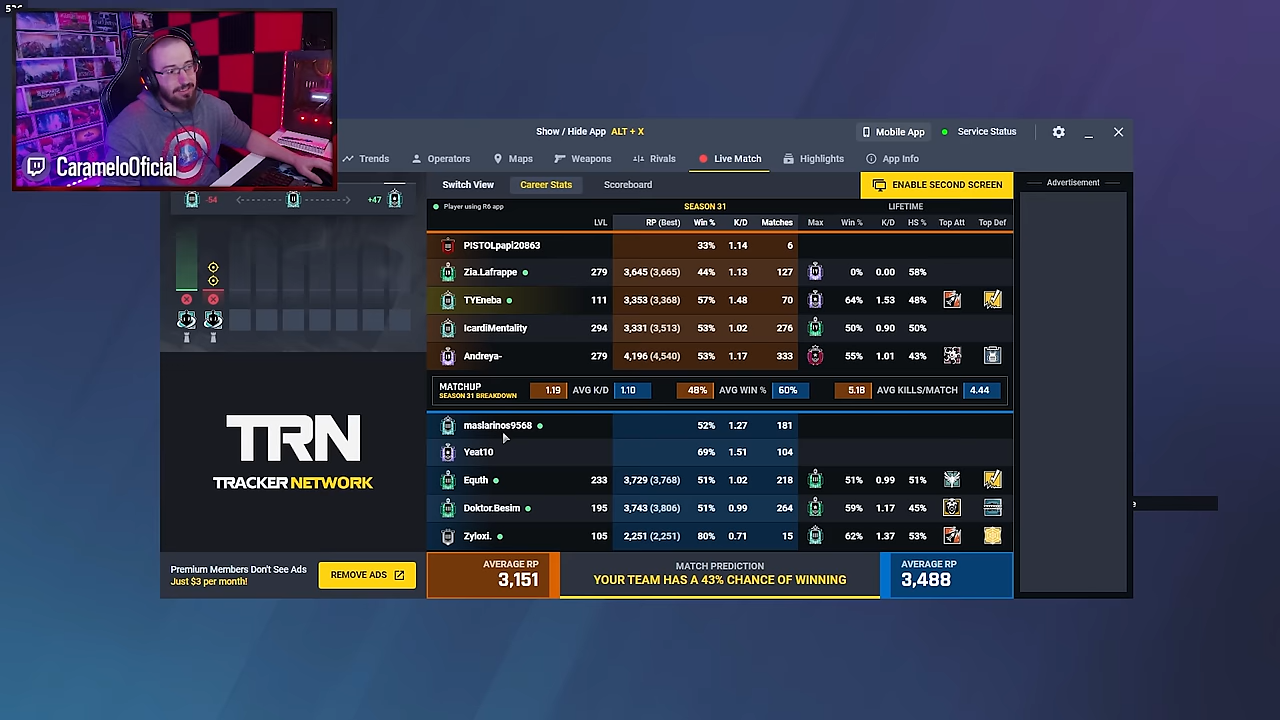 CarameloOficial
Show / Hide App ALT + X
Mobile App
Service Status
Trends
Operators
Maps
Weapons
Rivals
Live Match
Highlights
App Info
Switch View
Career Stats
Scoreboard
ENABLE SECOND SCREEN
Advertisement
-54
+47
Player using R6 app
SEASON 31
LIFETIME
LVL RP (Best) Win % K/D Matches Max Win % K/D HS % Top Att Top Def
PISTOLpapi20863 33% 1.14 6
Zia.Lafrappe 279 3,645 (3,665) 44% 1.13 127 0% 0.00 58%
TYEneba 111 3,353 (3,368) 57% 1.48 70 64% 1.53 48%
IcardiMentality 294 3,331 (3,513) 53% 1.02 276 50% 0.90 50%
Andreya- 279 4,196 (4,540) 53% 1.17 333 55% 1.01 43%
MATCHUP
SEASON 31 BREAKDOWN
1.19 AVG K/D 1.10
48% AVG WIN % 60%
5.18 AVG KILLS/MATCH 4.44
maslarinos9568 52% 1.27 181
Yeat10 69% 1.51 104
Equth 233 3,729 (3,768) 51% 1.02 218 51% 0.99 51%
Doktor.Besim 195 3,743 (3,806) 51% 0.99 264 59% 1.17 45%
Zyloxi. 105 2,251 (2,251) 80% 0.71 15 62% 1.37 53%
TRN
TRACKER NETWORK
Premium Members Don't See Ads
Just $3 per month!
REMOVE ADS
AVERAGE RP
3,151
MATCH PREDICTION
YOUR TEAM HAS A 43% CHANCE OF WINNING
AVERAGE RP
3,488